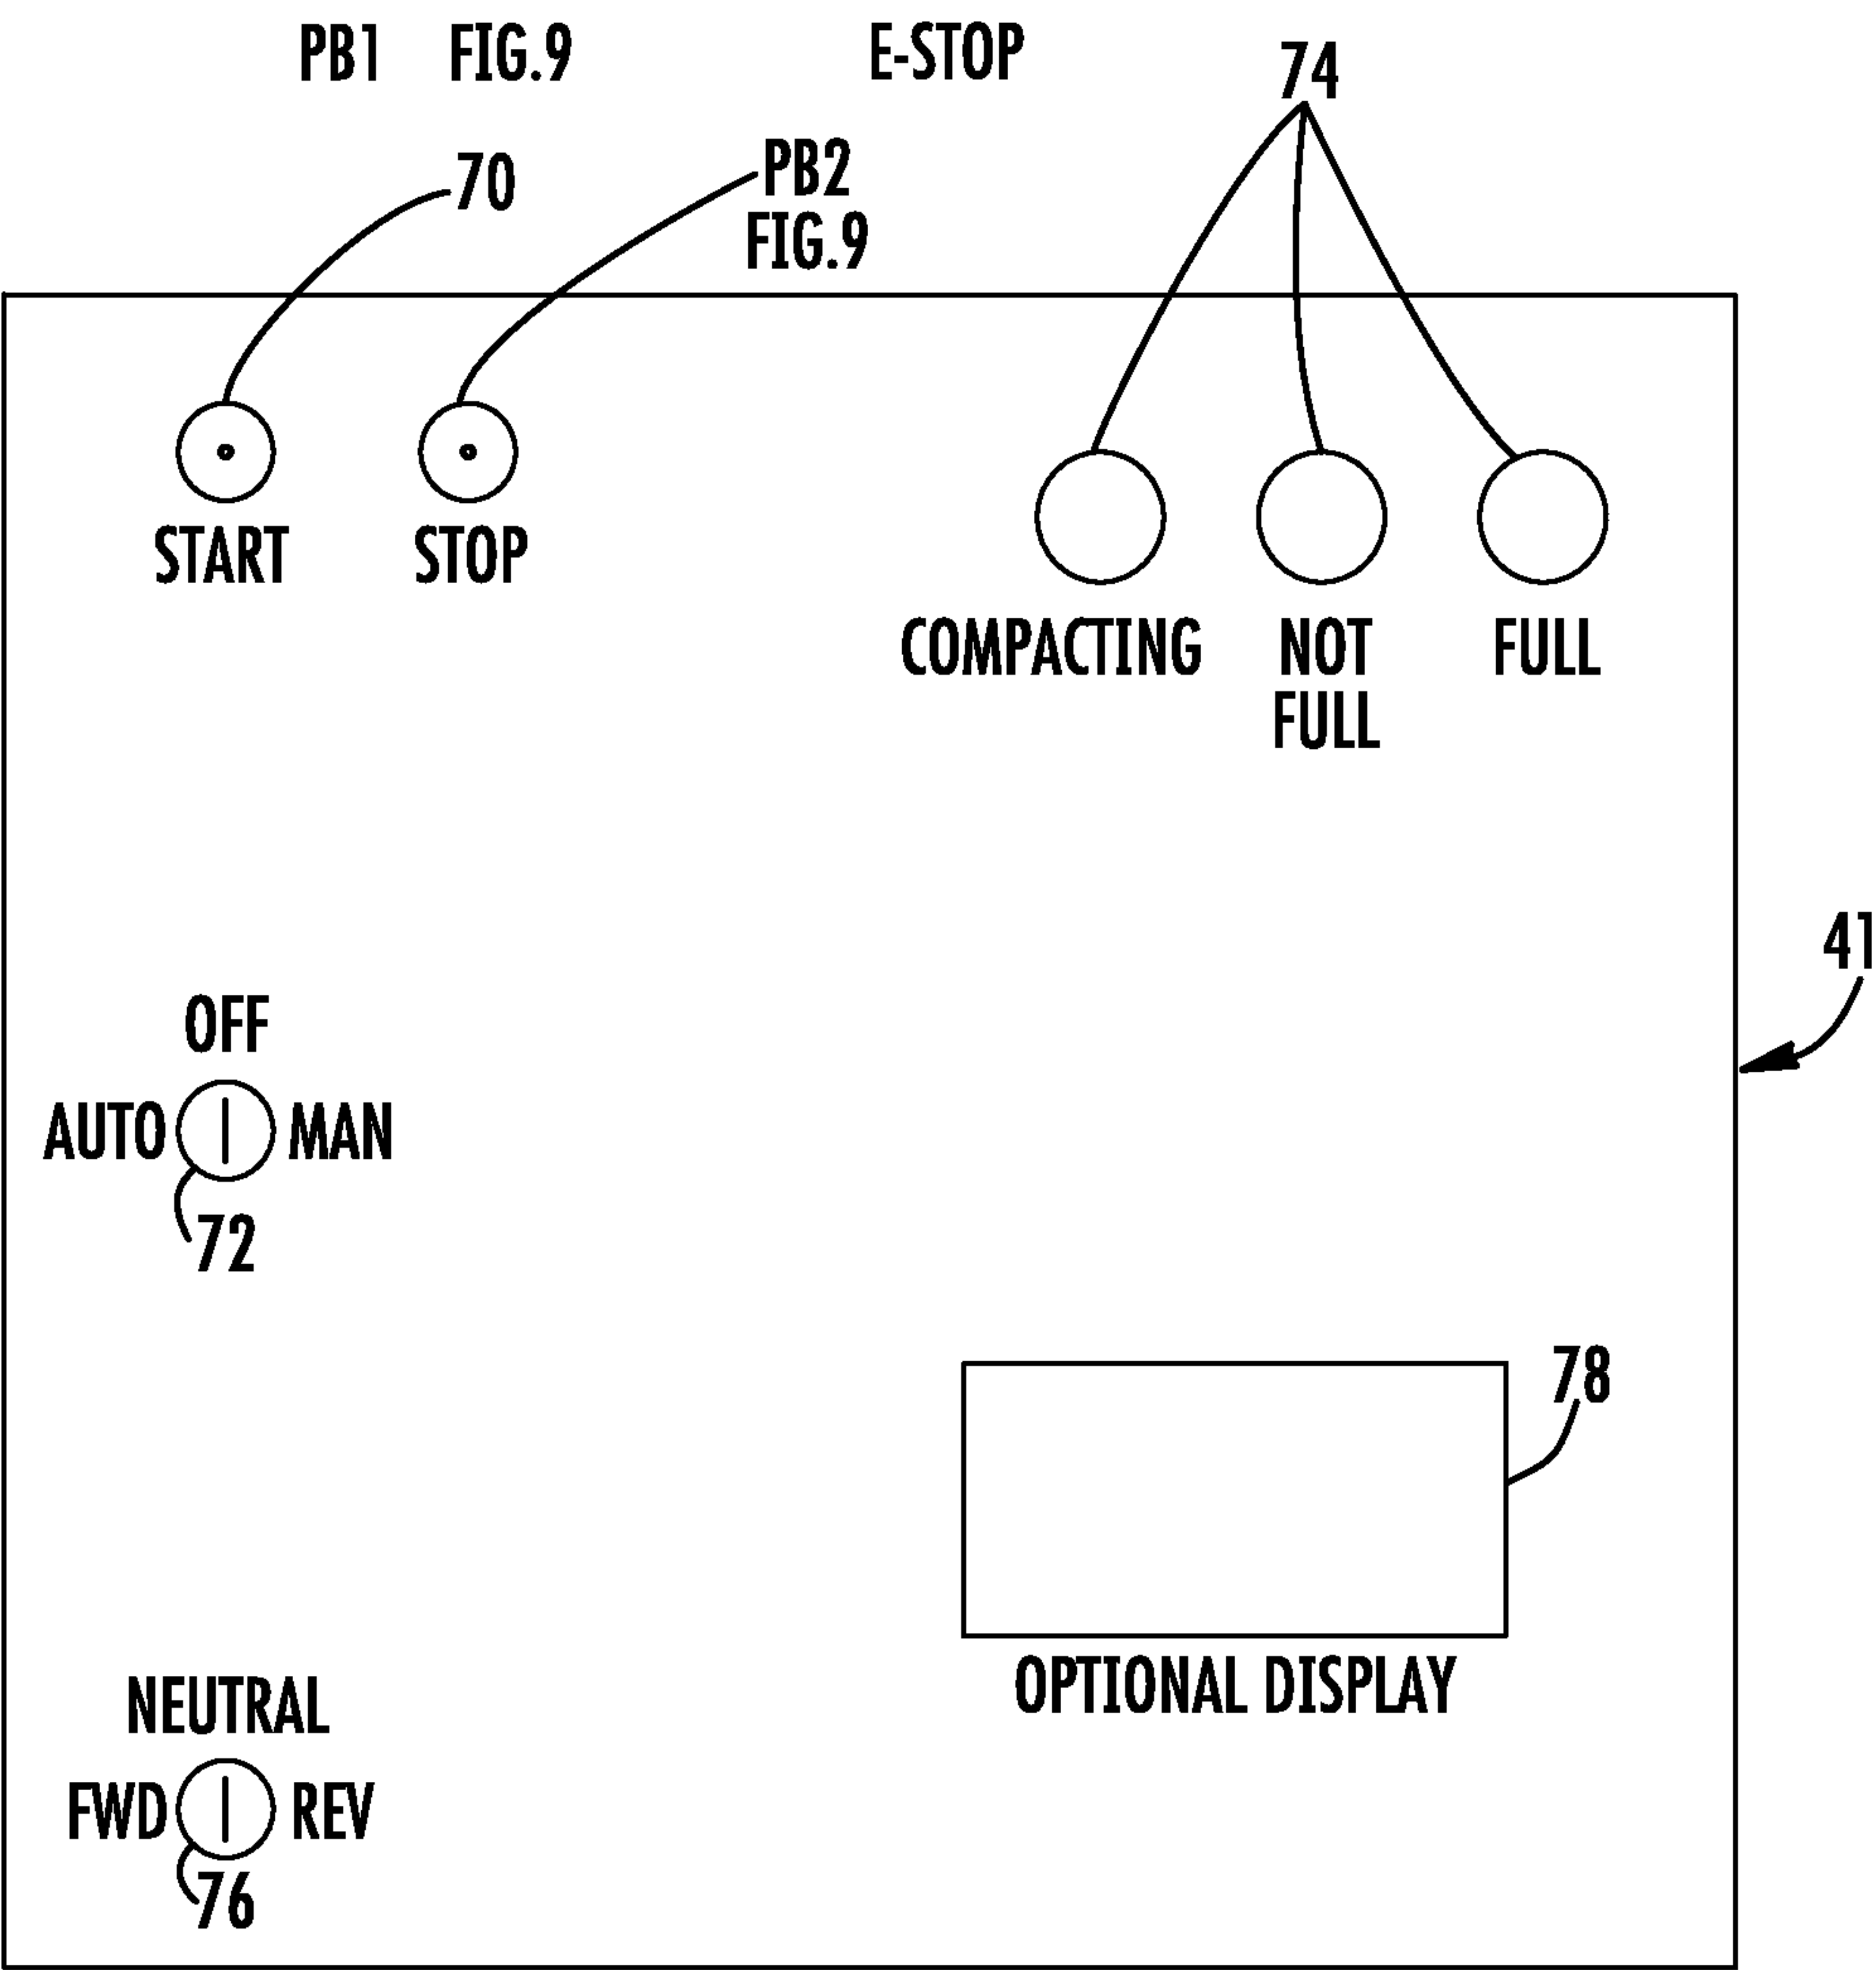 PB1 FIG.9 E-STOP
74
70
PB2
FIG.9
START STOP
COMPACTING NOT FULL
FULL
41
OFF
AUTO MAN
72
78
OPTIONAL DISPLAY
NEUTRAL
FWD REV
76